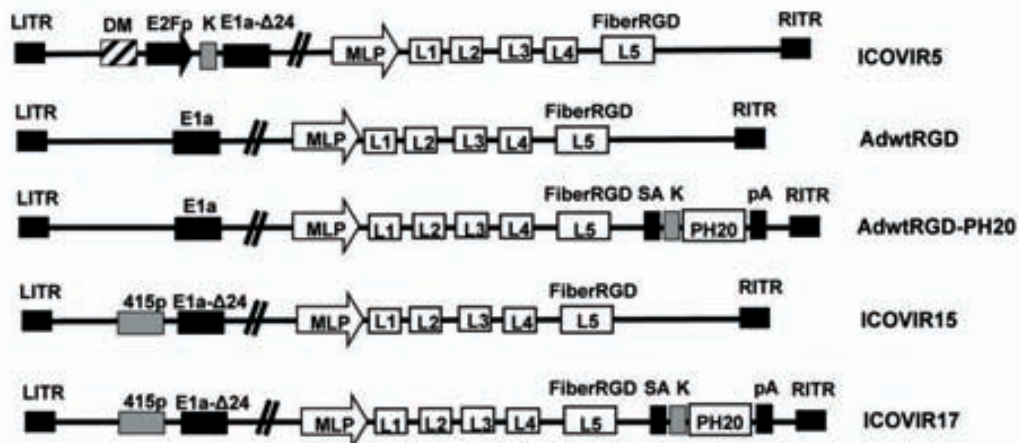 LITR DM E2Fp K E1a-Δ24 FiberRGD RITR
MLP L1 L2 L3 L4 L5
ICOVIR5
LITR E1a FiberRGD RITR
MLP L1 L2 L3 L4 L5
AdwtRGD
LITR E1a FiberRGD SA K pA RITR
MLP L1 L2 L3 L4 L5 PH20
AdwtRGD-PH20
LITR 415p E1a-Δ24 FiberRGD RITR
MLP L1 L2 L3 L4 L5
ICOVIR15
LITR 415p E1a-Δ24 FiberRGD SA K pA RITR
MLP L1 L2 L3 L4 L5 PH20
ICOVIR17